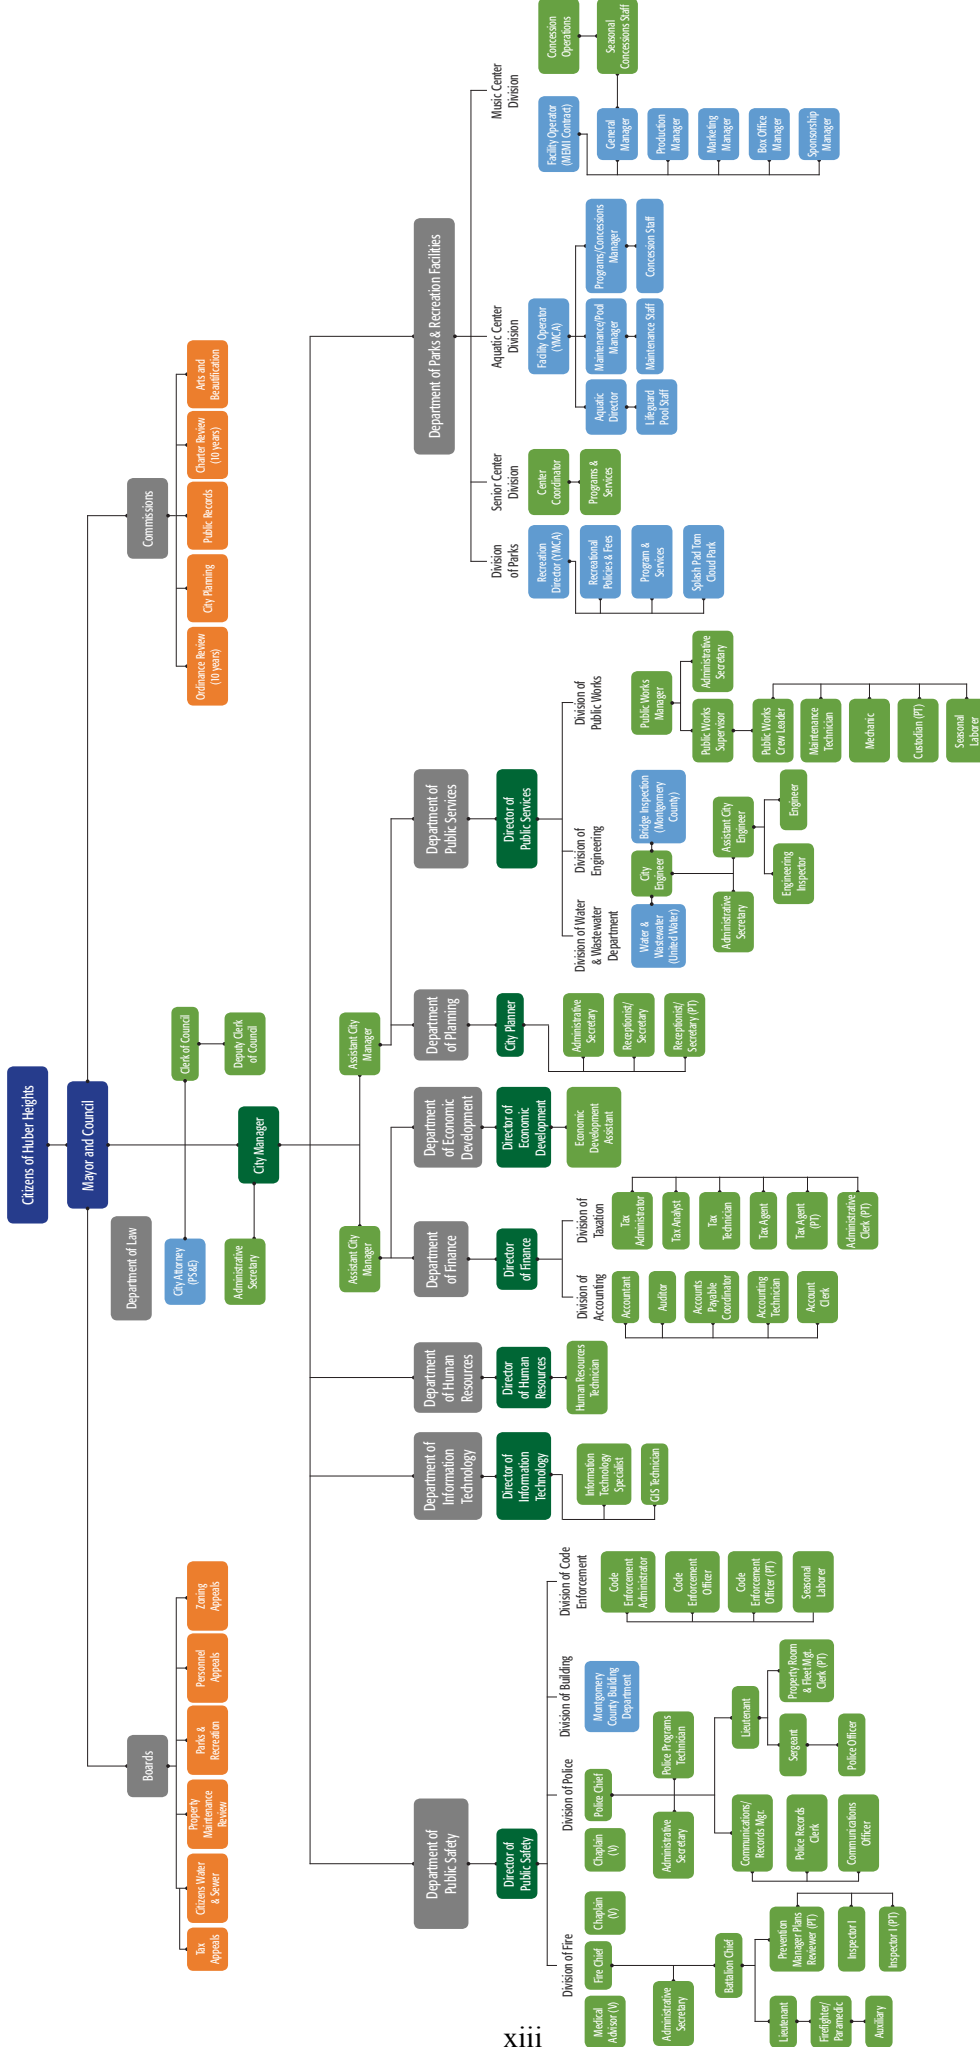 Citizens of Huber Heights
Mayor and Council
Boards
Tax
Appeals
Citizens Water
& Sewer
Property
Maintenance
Review
Parks &
Recreation
Personnel
Appeals
Zoning
Appeals
Commissions
Ordinance Review
(10 years)
City Planning
Public Records
Charter Review
(10 years)
Arts and
Beautification
Department of Law
City Attorney
(PS&E)
Clerk of Council
Deputy Clerk
of Council
Administrative
Secretary
City Manager
Assistant City
Manager
Assistant City
Manager
Department of
Public Safety
Director of
Public Safety
Division of Fire
Medical
Advisor (V)
Fire Chief
Chaplain
(V)
Administrative
Secretary
Battalion Chief
Lieutenant
Firefighter/
Paramedic
Auxiliary
Prevention
Manager Plans
Reviewer (PT)
Inspector I
Inspector I (PT)
Division of Police
Chaplain (V)
Police Chief
Administrative
Secretary
Police Programs
Technician
Communications/
Records Mgr.
Police Records
Clerk
Communications
Officer
Lieutenant
Sergeant
Police Officer
Property Room
& Fleet Mgt.
Clerk (PT)
Division of Building
Montgomery
County Building
Department
Division of Code
Enforcement
Code
Enforcement
Administrator
Code
Enforcement
Officer
Code
Enforcement
Officer (PT)
Seasonal
Laborer
Department of
Information
Technology
Director of
Information
Technology
Information
Technology
Specialist
GIS Technician
Department
of Human
Resources
Director
of Human
Resources
Human Resources
Technician
Department
of Finance
Director
of Finance
Division of
Accounting
Accountant
Auditor
Accounts
Payable
Coordinator
Accounting
Technician
Account
Clerk
Division of
Taxation
Tax
Administrator
Tax Analyst
Tax
Technician
Tax Agent
Tax Agent
(PT)
Administrative
Clerk (PT)
Department
of Economic
Development
Director of
Economic
Development
Economic
Development
Assistant
Department
of Planning
City Planner
Administrative
Secretary
Receptionist/
Secretary
Receptionist/
Secretary (PT)
Department of
Public Services
Director of
Public Services
Division of Water
& Wastewater
Department
Water &
Wastewater
(United Water)
Division of
Engineering
City
Engineer
Bridge Inspection
(Montgomery
County)
Administrative
Secretary
Assistant City
Engineer
Engineering
Inspector
Engineer
Division of
Public Works
Public Works
Manager
Public Works
Supervisor
Administrative
Secretary
Public Works
Crew Leader
Maintenance
Technician
Mechanic
Custodian (PT)
Seasonal
Laborer
Department of Parks & Recreation Facilities
Division
of Parks
Recreation
Director (YMCA)
Recreational
Policies & Fees
Program &
Services
Splash Pad Tom
Cloud Park
Senior Center
Division
Center
Coordinator
Programs &
Services
Aquatic Center
Division
Facility Operator
(YMCA)
Aquatic
Director
Lifeguard
Pool Staff
Maintenance/Pool
Manager
Maintenance Staff
Programs/Concessions
Manager
Concession Staff
Music Center
Division
Facility Operator
(MEMI Contract)
General
Manager
Production
Manager
Marketing
Manager
Box Office
Manager
Sponsorship
Manager
Concession
Operations
Seasonal
Concessions Staff
xiii